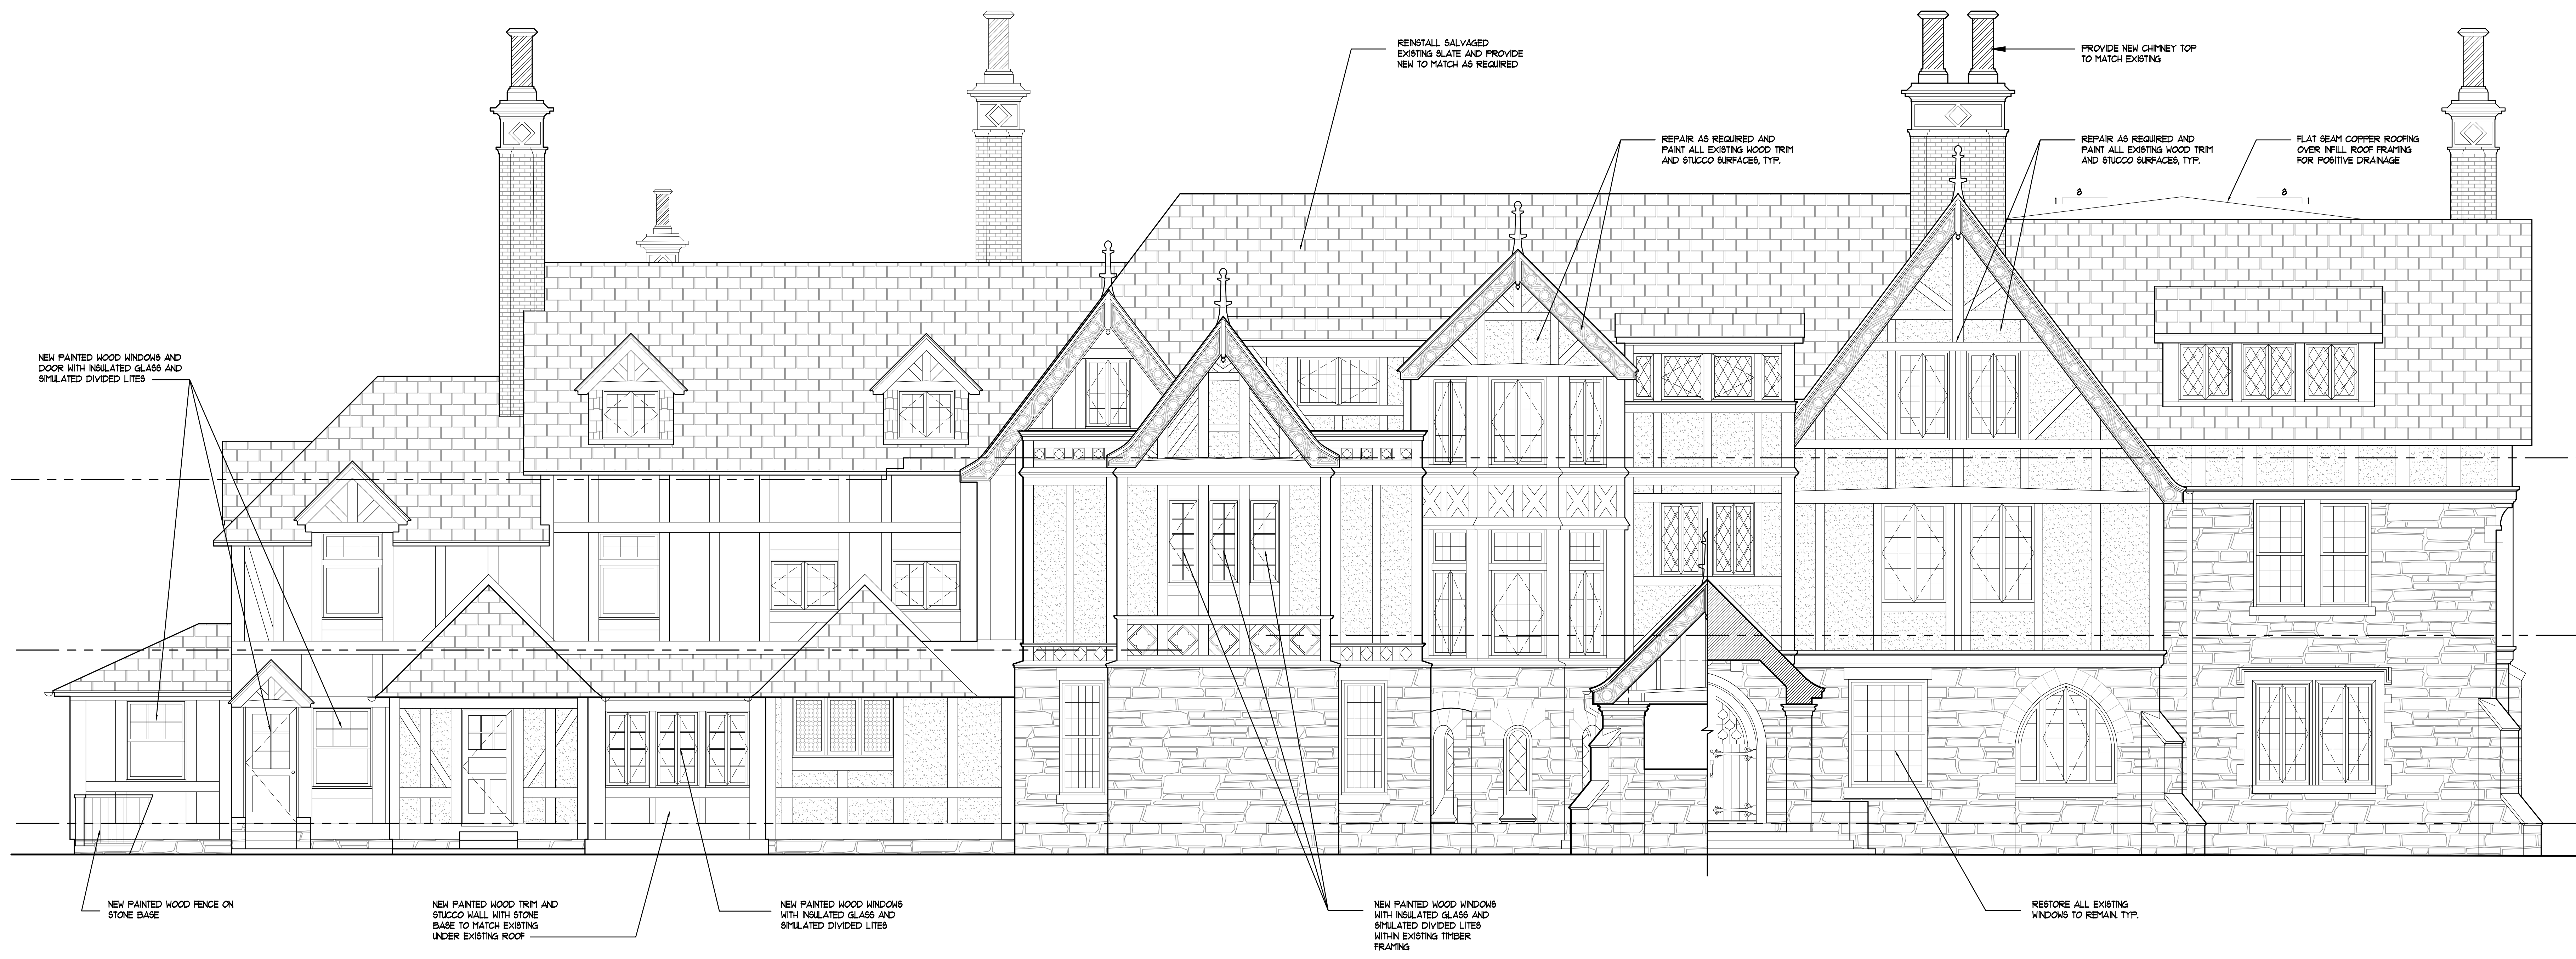 REINSTALL SALVAGED
EXISTING SLATE AND PROVIDE
NEW TO MATCH AS REQUIRED
PROVIDE NEW CHIMNEY TOP
TO MATCH EXISTING
REPAIR AS REQUIRED AND
PAINT ALL EXISTING WOOD TRIM
AND STUCCO SURFACES, TYP.
REPAIR AS REQUIRED AND
PAINT ALL EXISTING WOOD TRIM
AND STUCCO SURFACES, TYP.
FLAT SEAM COPPER ROOFING
OVER INFILL ROOF FRAMING
FOR POSITIVE DRAINAGE
8
1
8
1
NEW PAINTED WOOD WINDOWS AND
DOOR WITH INSULATED GLASS AND
SIMULATED DIVIDED LITES
NEW PAINTED WOOD FENCE ON
STONE BASE
NEW PAINTED WOOD TRIM AND
STUCCO WALL WITH STONE
BASE TO MATCH EXISTING
UNDER EXISTING ROOF
NEW PAINTED WOOD WINDOWS
WITH INSULATED GLASS AND
SIMULATED DIVIDED LITES
NEW PAINTED WOOD WINDOWS
WITH INSULATED GLASS AND
SIMULATED DIVIDED LITES
WITHIN EXISTING TIMBER
FRAMING
RESTORE ALL EXISTING
WINDOWS TO REMAIN. TYP.